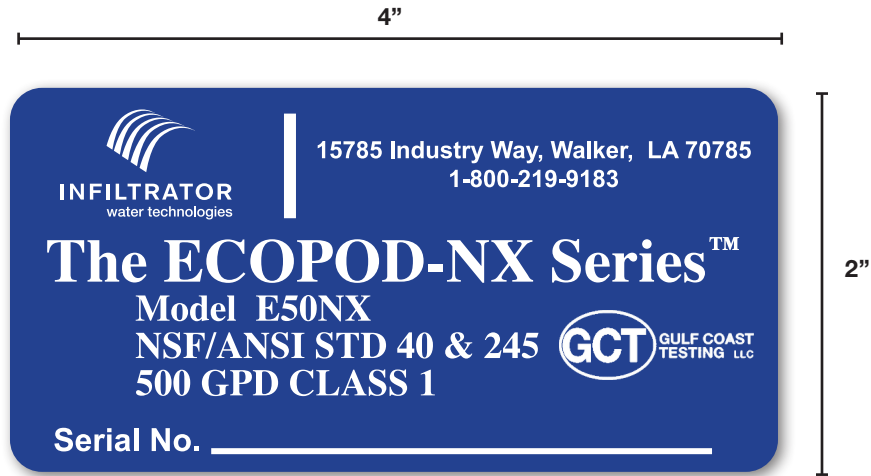 4”
INFILTRATOR
water technologies
15785 Industry Way, Walker, LA 70785
1-800-219-9183
The ECOPOD-NX Series™
Model E50NX
NSF/ANSI STD 40 & 245
500 GPD CLASS 1
GCT
GULF COAST
TESTING LLC
Serial No.
2”